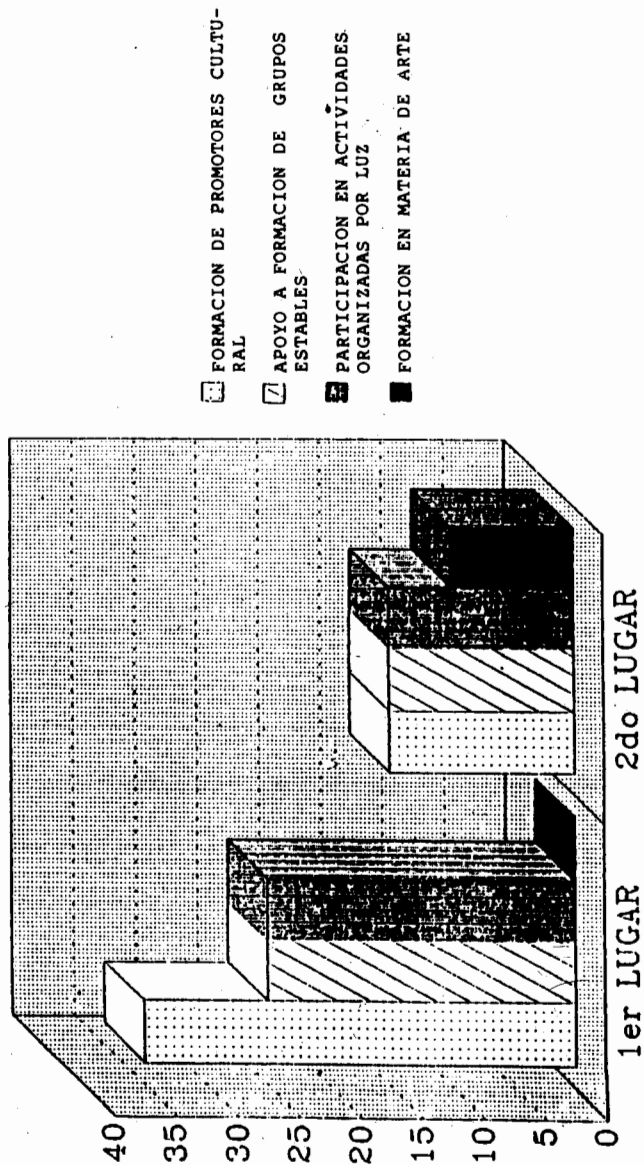 40
35
30
25
20
15
10
5
0
1er LUGAR
2do LUGAR
FORMACION DE PROMOTORES CULTU-
RAL
APOYO A FORMACION DE GRUPOS
ESTABLES
PARTICIPACION EN ACTIVIDADES
ORGANIZADAS POR LUZ
FORMACION EN MATERIA DE ARTE